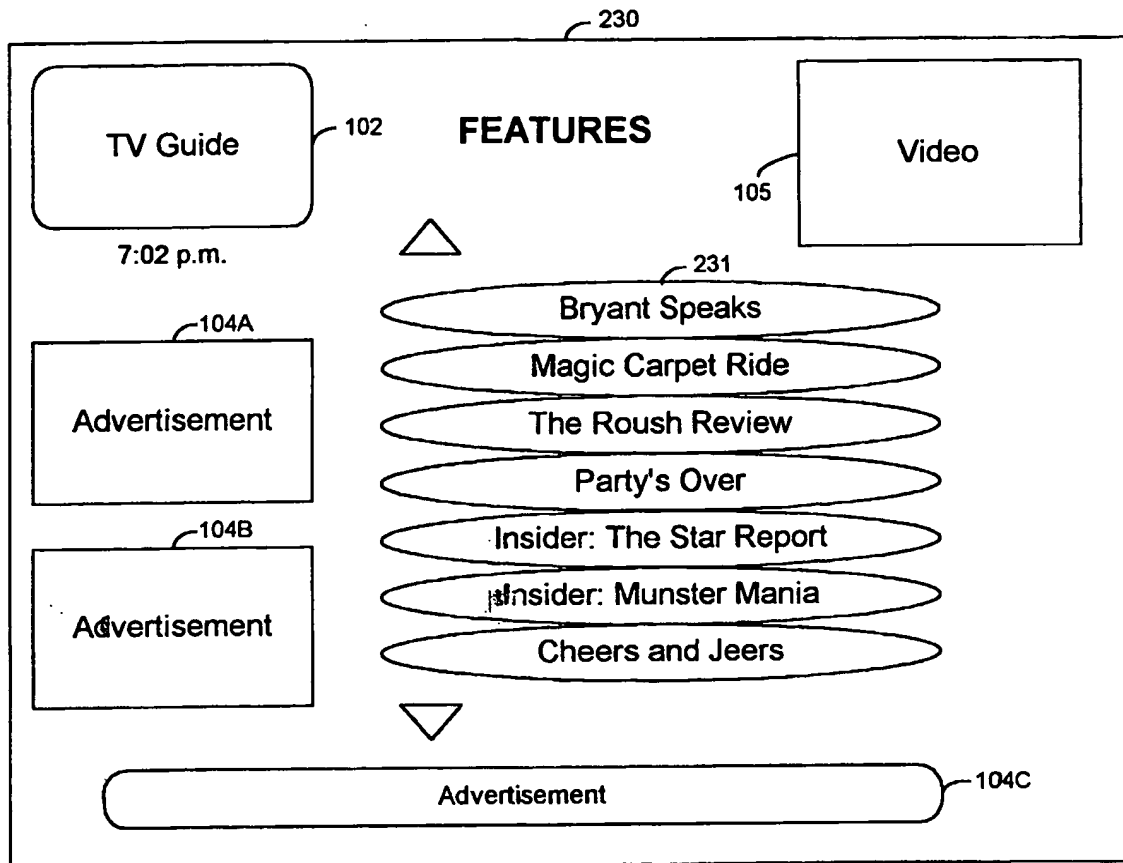 230
TV Guide
102
FEATURES
Video
105
7:02 p.m.
231
Bryant Speaks
104A
Magic Carpet Ride
Advertisement
The Roush Review
Party's Over
104B
Insider: The Star Report
Advertisement
Insider: Munster Mania
Cheers and Jeers
Advertisement
104C